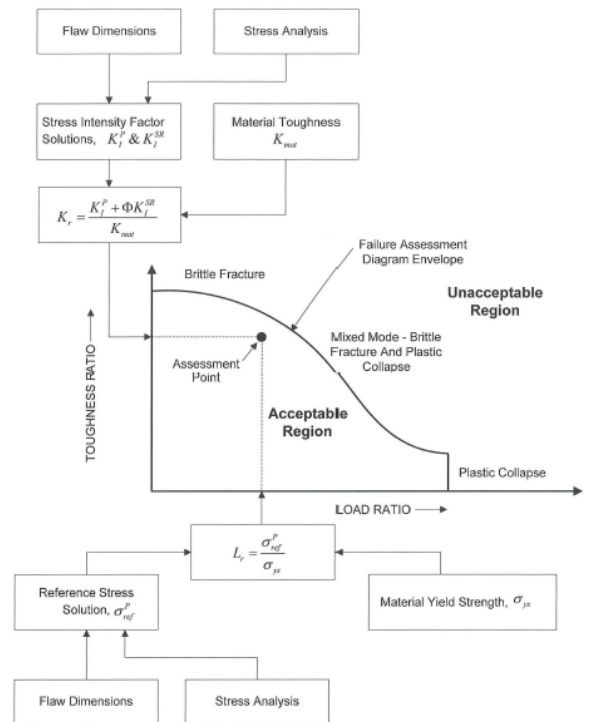 Flaw Dimensions
Stress Analysis
Stress Intensity Factor
Solutions, K_I^P & K_I^SR
Material Toughness
K_mat
K_r = (K_I^P + ΦK_I^SR) / K_mat
Failure Assessment
Diagram Envelope
Brittle Fracture
Unacceptable
Region
Mixed Mode - Brittle
Fracture And Plastic
Collapse
Assessment
Point
TOUGHNESS RATIO
Acceptable
Region
Plastic Collapse
LOAD RATIO
L_r = σ_ref^P / σ_ys
Reference Stress
Solution, σ_ref^P
Material Yield Strength, σ_ys
Flaw Dimensions
Stress Analysis